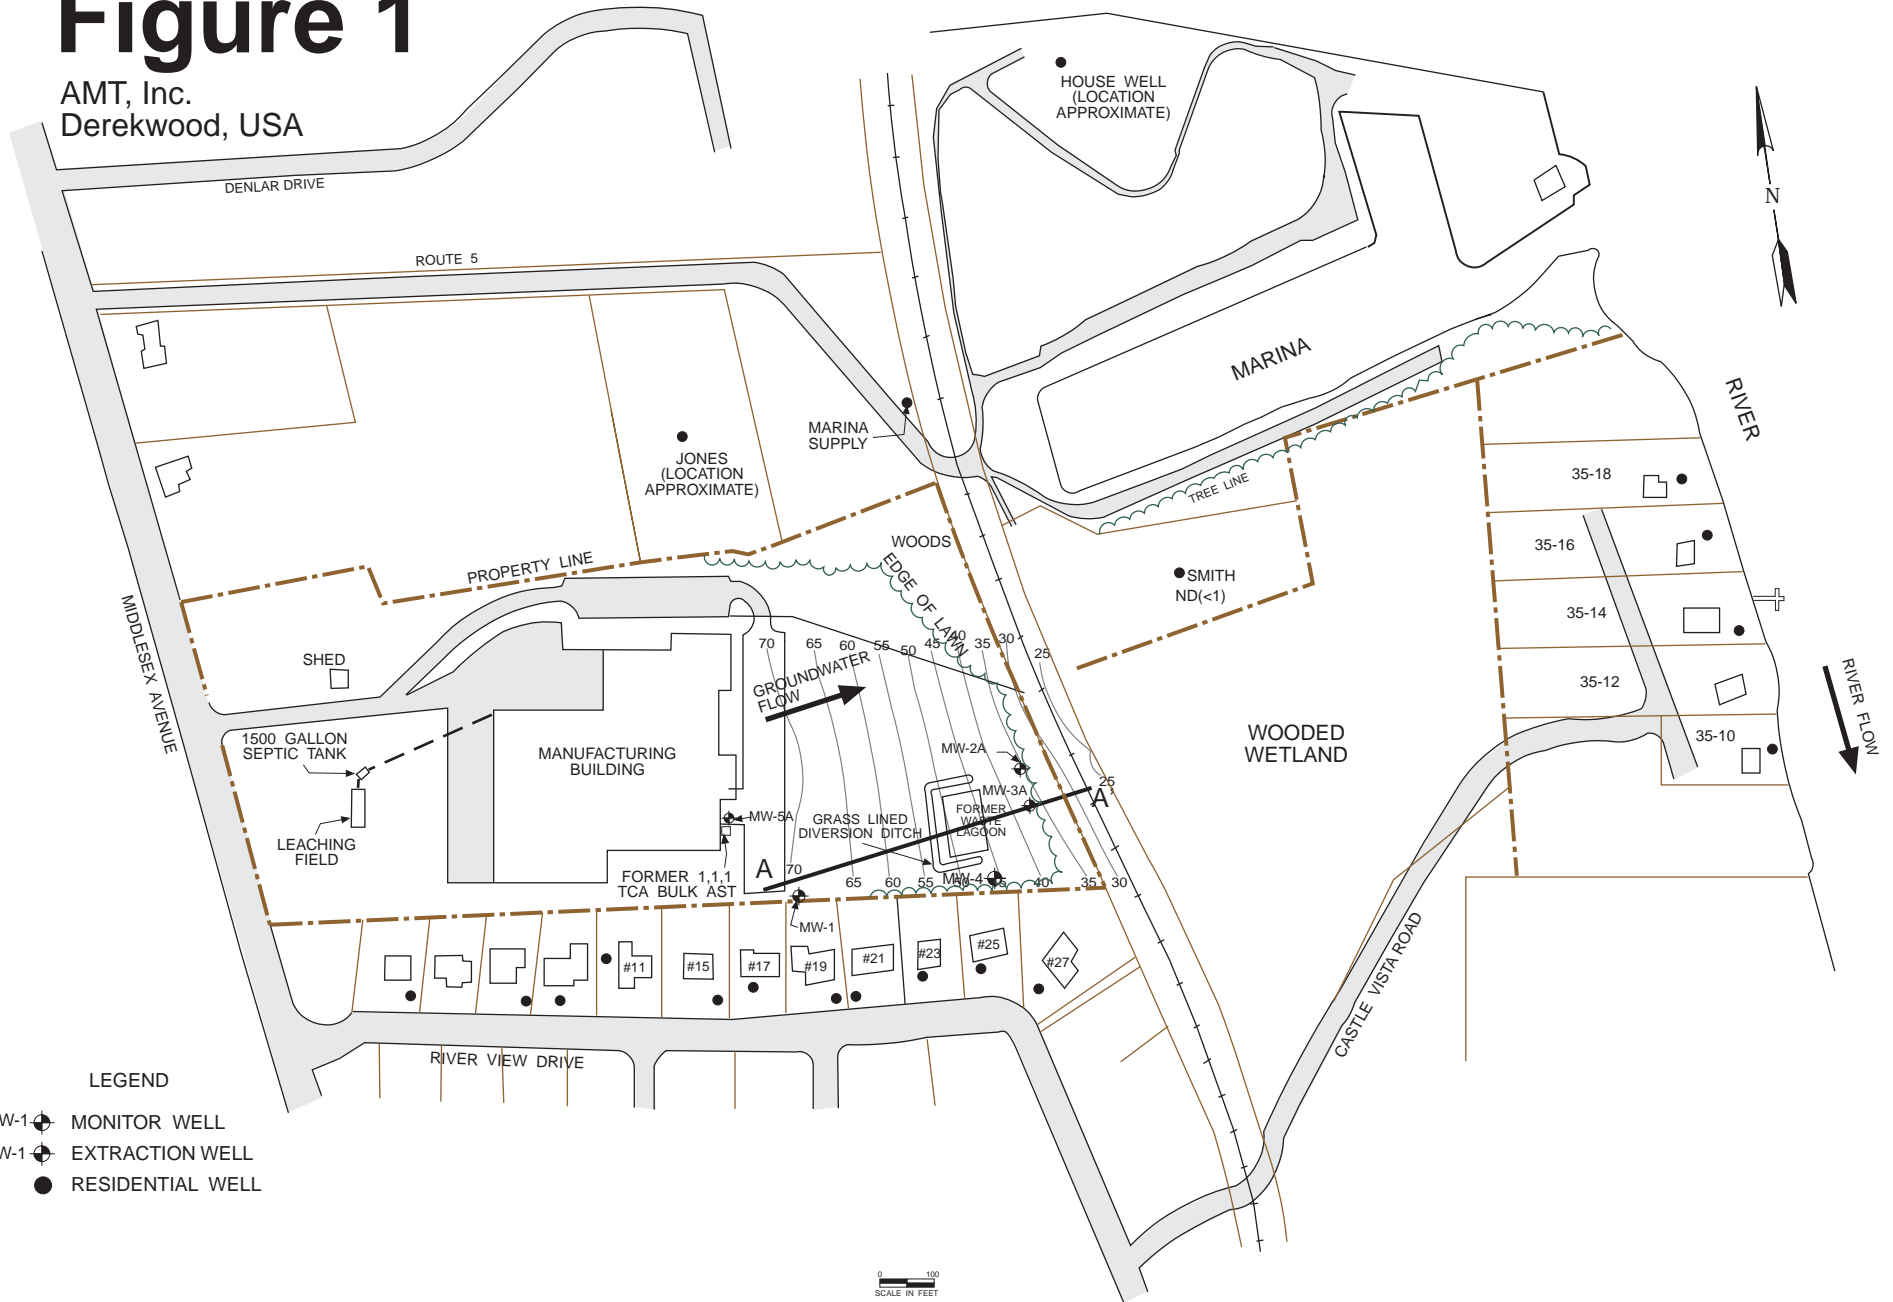 Figure 1
AMT, Inc.
Derekwood, USA
HOUSE WELL
(LOCATION
APPROXIMATE)
DENLAR DRIVE
N
ROUTE 5
MARINA
RIVER
MARINA
SUPPLY
JONES
(LOCATION
APPROXIMATE)
TREE LINE
35-18
WOODS
35-16
PROPERTY LINE
EDGE OF LAWN
SMITH
ND(<1)
35-14
MIDDLESEX AVENUE
SHED
70
65
60
55
50
45
40
35
30
25
GROUNDWATER
FLOW
35-12
RIVER FLOW
1500 GALLON
SEPTIC TANK
MANUFACTURING
BUILDING
WOODED
WETLAND
35-10
MW-2A
MW-3A
25
A'
MW-5A
GRASS LINED
DIVERSION DITCH
FORMER
WASTE
LAGOON
LEACHING
FIELD
FORMER 1,1,1
TCA BULK AST
A
70
65
60
55
50
MW-4
45
40
35
30
MW-1
#11
#15
#17
#19
#21
#23
#25
#27
CASTLE VISTA ROAD
RIVER VIEW DRIVE
LEGEND
W-1 MONITOR WELL
W-1 EXTRACTION WELL
RESIDENTIAL WELL
0 100
SCALE IN FEET